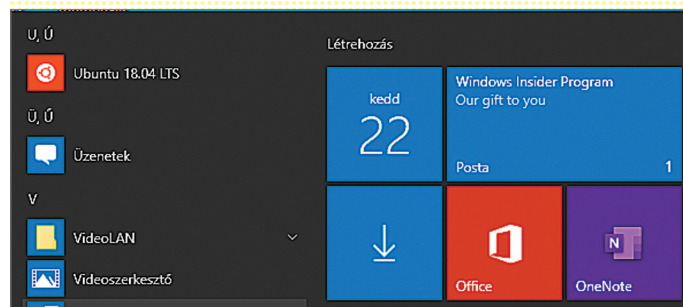 U, Ú
Ubuntu 18.04 LTS
Ü, Ű
Üzenetek
V
VideoLAN
Videoszerkesztő
Létrehozás
kedd
22
Windows Insider Program
Our gift to you
Posta
1
Office
N
OneNote